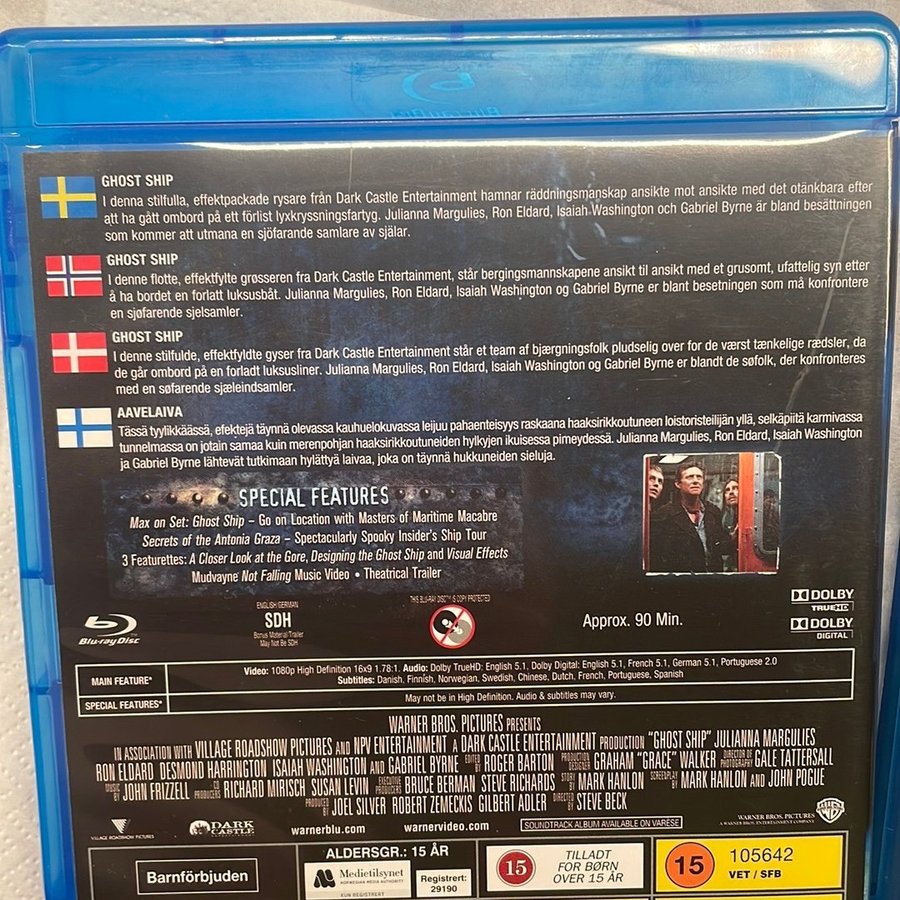 GHOST SHIP
I denna stilfulla, effektpackade rysare från Dark Castle Entertainment hamnar räddningsmanskap ansikte mot ansikte med det otänkbara efter
att ha gått ombord på ett förlist lyxkryssningsfartyg. Julianna Margulies, Ron Eldard, Isaiah Washington och Gabriel Byrne är bland besättningen
som kommer att utmana en sjöfarande samlare av själar.
GHOST SHIP
I denne flotte, effektfylte grøsseren fra Dark Castle Entertainment, står bergingsmannskapene ansikt til ansikt med et grusomt, ufattelig syn etter
å ha bordet en forlatt luksusbåt. Julianna Margulies, Ron Eldard, Isaiah Washington og Gabriel Byrne er blant besetningen som må konfrontere
en sjøfarende sjelsamler.
GHOST SHIP
I denne stilfulde, effektfyldte gyser fra Dark Castle Entertainment står et team af bjærgningsfolk pludselig over for de værst tænkelige rædsler, da
de går ombord på en forladt luksusliner. Julianna Margulies, Ron Eldard, Isaiah Washington og Gabriel Byrne er blandt de søfolk, der konfronteres
med en søfarende sjæleindsamler.
AAVELAIVA
Tässä tyylikkäässä, efektejä täynnä olevassa kauhuelokuvassa leijuu pahaenteisyys raskaana haaksirikkoutuneen loistoristeilijän yllä, selkäpiitä karmivassa
tunnelmassa on jotain samaa kuin merenpohjan haaksirikkoutuneiden hylkyjen ikuisessa pimeydessä. Julianna Margulies, Ron Eldard, Isaiah Washington
ja Gabriel Byrne lähtevät tutkimaan hylättyä laivaa, joka on täynnä hukkuneiden sieluja.
SPECIAL FEATURES
Max on Set: Ghost Ship – Go on Location with Masters of Maritime Macabre
Secrets of the Antonia Graza – Spectacularly Spooky Insider's Ship Tour
3 Featurettes: A Closer Look at the Gore, Designing the Ghost Ship and Visual Effects
Mudvayne Not Falling Music Video • Theatrical Trailer
Blu-ray Disc™
ENGLISH/GERMAN
SDH
Bonus Material/Trailer
May Not Be SDH
THIS BLU-RAY DISC™ IS COPY PROTECTED
Approx. 90 Min.
DOLBY
TRUEHD
DOLBY
DIGITAL
MAIN FEATURE*
Video: 1080p High Definition 16x9 1.78:1. Audio: Dolby TrueHD: English 5.1, Dolby Digital: English 5.1, French 5.1, German 5.1, Portuguese 2.0
Subtitles: Danish, Finnish, Norwegian, Swedish, Chinese, Dutch, French, Portuguese, Spanish
SPECIAL FEATURES*
May not be in High Definition. Audio & subtitles may vary.
WARNER BROS. PICTURES PRESENTS
IN ASSOCIATION WITH VILLAGE ROADSHOW PICTURES AND NPV ENTERTAINMENT A DARK CASTLE ENTERTAINMENT PRODUCTION "GHOST SHIP" JULIANNA MARGULIES
RON ELDARD DESMOND HARRINGTON ISAIAH WASHINGTON AND GABRIEL BYRNE EDITED BY ROGER BARTON PRODUCTION DESIGNER GRAHAM "GRACE" WALKER DIRECTOR OF PHOTOGRAPHY GALE TATTERSALL
MUSIC BY JOHN FRIZZELL CO PRODUCERS RICHARD MIRISCH SUSAN LEVIN EXECUTIVE PRODUCERS BRUCE BERMAN STEVE RICHARDS STORY BY MARK HANLON SCREENPLAY BY MARK HANLON AND JOHN POGUE
PRODUCED BY JOEL SILVER ROBERT ZEMECKIS GILBERT ADLER DIRECTED BY STEVE BECK
VILLAGE ROADSHOW PICTURES
DARK CASTLE
ENTERTAINMENT
warnerblu.com
warnervideo.com
SOUNDTRACK ALBUM AVAILABLE ON VARESE
WARNER BROS. PICTURES
A WARNER BROS. ENTERTAINMENT COMPANY
WB
Barnförbjuden
ALDERSGR.: 15 ÅR
Medietilsynet
NORWEGIAN MEDIA AUTHORITY
KUN REGISTRERT
Registrert:
29190
15
TILLADT
FOR BØRN
OVER 15 ÅR
15
105642
VET / SFB